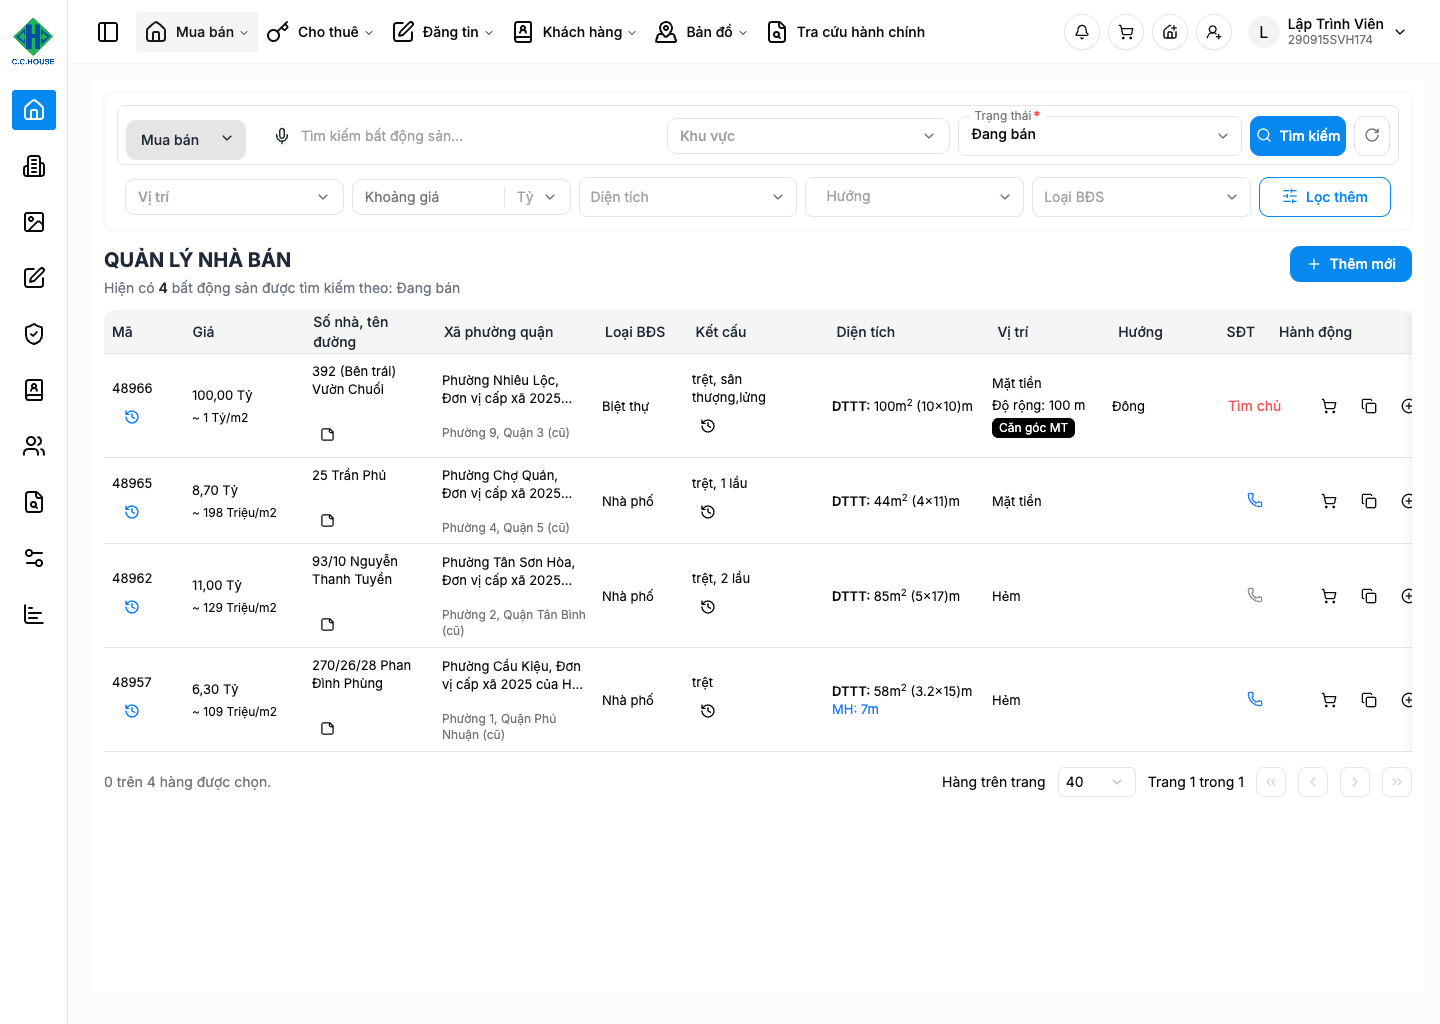 C.C.HOUSE
Mua bán
Cho thuê
Đăng tin
Khách hàng
Bản đồ
Tra cứu hành chính
L
Lập Trình Viên
290915SVH174
Mua bán
Tìm kiếm bất động sản...
Khu vực
Trạng thái *
Đang bán
Tìm kiếm
Vị trí
Khoảng giá
Tỷ
Diện tích
Hướng
Loại BĐS
Lọc thêm
QUẢN LÝ NHÀ BÁN
Hiện có 4 bất động sản được tìm kiếm theo: Đang bán
Thêm mới
Mã
Giá
Số nhà, tên
đường
Xã phường quận
Loại BĐS
Kết cấu
Diện tích
Vị trí
Hướng
SĐT
Hành động
48966
100,00 Tỷ
~ 1 Tỷ/m2
392 (Bên trái)
Vườn Chuối
Phường Nhiêu Lộc,
Đơn vị cấp xã 2025...
Phường 9, Quận 3 (cũ)
Biệt thự
trệt, sân
thượng,lửng
DTTT: 100m² (10x10)m
Mặt tiền
Độ rộng: 100 m
Căn góc MT
Đông
Tìm chủ
48965
8,70 Tỷ
~ 198 Triệu/m2
25 Trần Phú
Phường Chợ Quán,
Đơn vị cấp xã 2025...
Phường 4, Quận 5 (cũ)
Nhà phố
trệt, 1 lầu
DTTT: 44m² (4x11)m
Mặt tiền
48962
11,00 Tỷ
~ 129 Triệu/m2
93/10 Nguyễn
Thanh Tuyền
Phường Tân Sơn Hòa,
Đơn vị cấp xã 2025...
Phường 2, Quận Tân Bình
(cũ)
Nhà phố
trệt, 2 lầu
DTTT: 85m² (5x17)m
Hẻm
48957
6,30 Tỷ
~ 109 Triệu/m2
270/26/28 Phan
Đình Phùng
Phường Cầu Kiệu, Đơn
vị cấp xã 2025 của H...
Phường 1, Quận Phú
Nhuận (cũ)
Nhà phố
trệt
DTTT: 58m² (3.2x15)m
MH: 7m
Hẻm
0 trên 4 hàng được chọn.
Hàng trên trang
40
Trang 1 trong 1